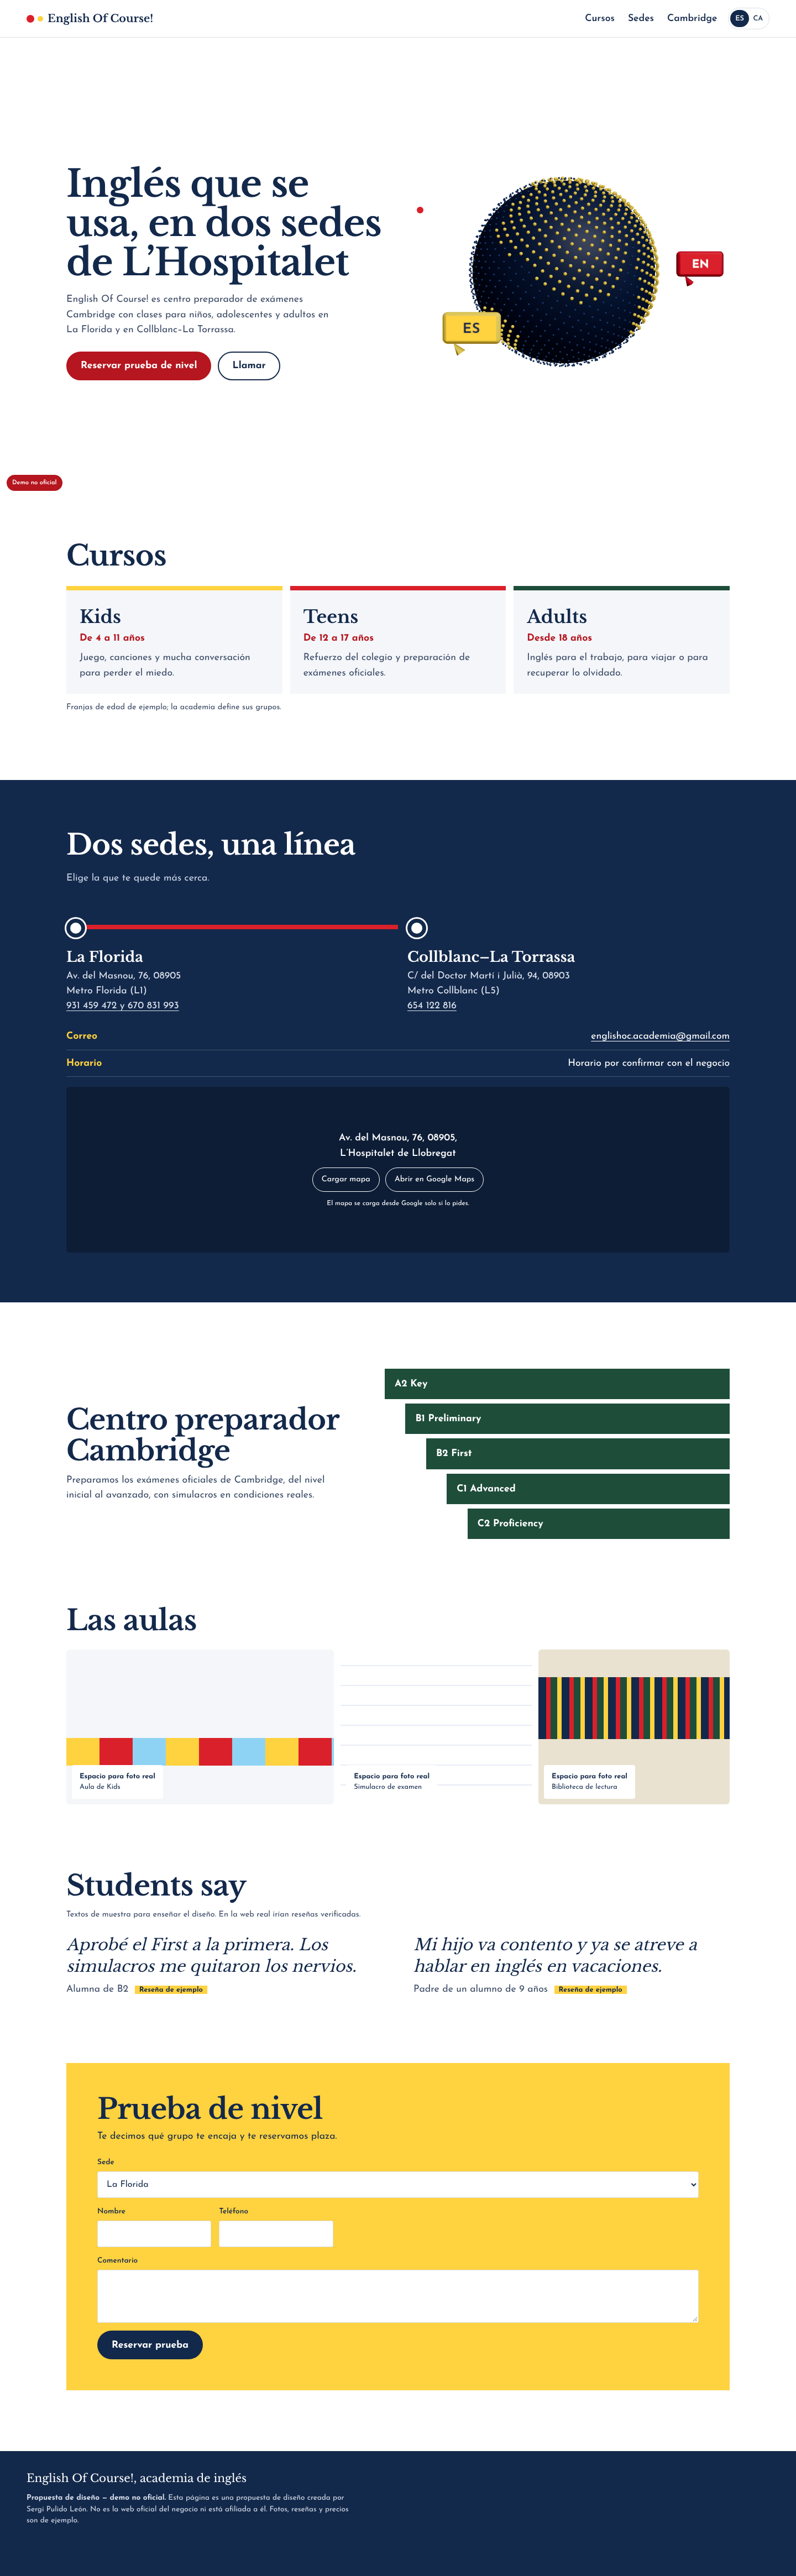 English Of Course!
Cursos Sedes Cambridge ES CA
Inglés que se
usa, en dos sedes
de L’Hospitalet
English Of Course! es centro preparador de exámenes
Cambridge con clases para niños, adolescentes y adultos en
La Florida y en Collblanc–La Torrassa.
Reservar prueba de nivel Llamar
EN
ES
Demo no oficial
Cursos
Kids
De 4 a 11 años
Juego, canciones y mucha conversación
para perder el miedo.
Teens
De 12 a 17 años
Refuerzo del colegio y preparación de
exámenes oficiales.
Adults
Desde 18 años
Inglés para el trabajo, para viajar o para
recuperar lo olvidado.
Franjas de edad de ejemplo; la academia define sus grupos.
Dos sedes, una línea
Elige la que te quede más cerca.
La Florida
Av. del Masnou, 76, 08905
Metro Florida (L1)
931 459 472 y 670 831 993
Collblanc–La Torrassa
C/ del Doctor Martí i Julià, 94, 08903
Metro Collblanc (L5)
654 122 816
Correo englishoc.academia@gmail.com
Horario Horario por confirmar con el negocio
Av. del Masnou, 76, 08905,
L’Hospitalet de Llobregat
Cargar mapa Abrir en Google Maps
El mapa se carga desde Google solo si lo pides.
Centro preparador
Cambridge
Preparamos los exámenes oficiales de Cambridge, del nivel
inicial al avanzado, con simulacros en condiciones reales.
A2 Key
B1 Preliminary
B2 First
C1 Advanced
C2 Proficiency
Las aulas
Espacio para foto real
Aula de Kids
Espacio para foto real
Simulacro de examen
Espacio para foto real
Biblioteca de lectura
Students say
Textos de muestra para enseñar el diseño. En la web real irían reseñas verificadas.
Aprobé el First a la primera. Los
simulacros me quitaron los nervios.
Alumna de B2 Reseña de ejemplo
Mi hijo va contento y ya se atreve a
hablar en inglés en vacaciones.
Padre de un alumno de 9 años Reseña de ejemplo
Prueba de nivel
Te decimos qué grupo te encaja y te reservamos plaza.
Sede
La Florida
Nombre Teléfono
Comentario
Reservar prueba
English Of Course!, academia de inglés
Propuesta de diseño — demo no oficial. Esta página es una propuesta de diseño creada por
Sergi Pulido León. No es la web oficial del negocio ni está afiliada a él. Fotos, reseñas y precios
son de ejemplo.